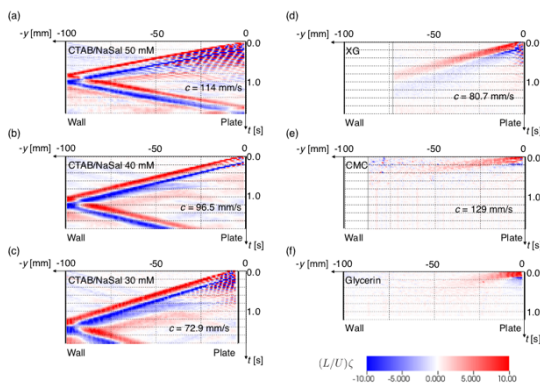 (a)
-y [mm]
-100
-50
0
CTAB/NaSal 50 mM
0.0
1.0
c = 114 mm/s
Wall
Plate
t [s]
(b)
-y [mm]
-100
-50
0
CTAB/NaSal 40 mM
0.0
1.0
c = 96.5 mm/s
Wall
Plate
t [s]
(c)
-y [mm]
-100
-50
0
CTAB/NaSal 30 mM
0.0
1.0
c = 72.9 mm/s
Wall
Plate
t [s]
(d)
-y [mm]
-100
-50
0
XG
0.0
1.0
c = 80.7 mm/s
Wall
Plate
t [s]
(e)
-y [mm]
-100
-50
0
CMC
0.0
1.0
c = 129 mm/s
Wall
Plate
t [s]
(f)
-y [mm]
-100
-50
0
Glycerin
0.0
1.0
Wall
Plate
t [s]
(L/U)ζ
-10.00 -5.000 0.000 5.000 10.00